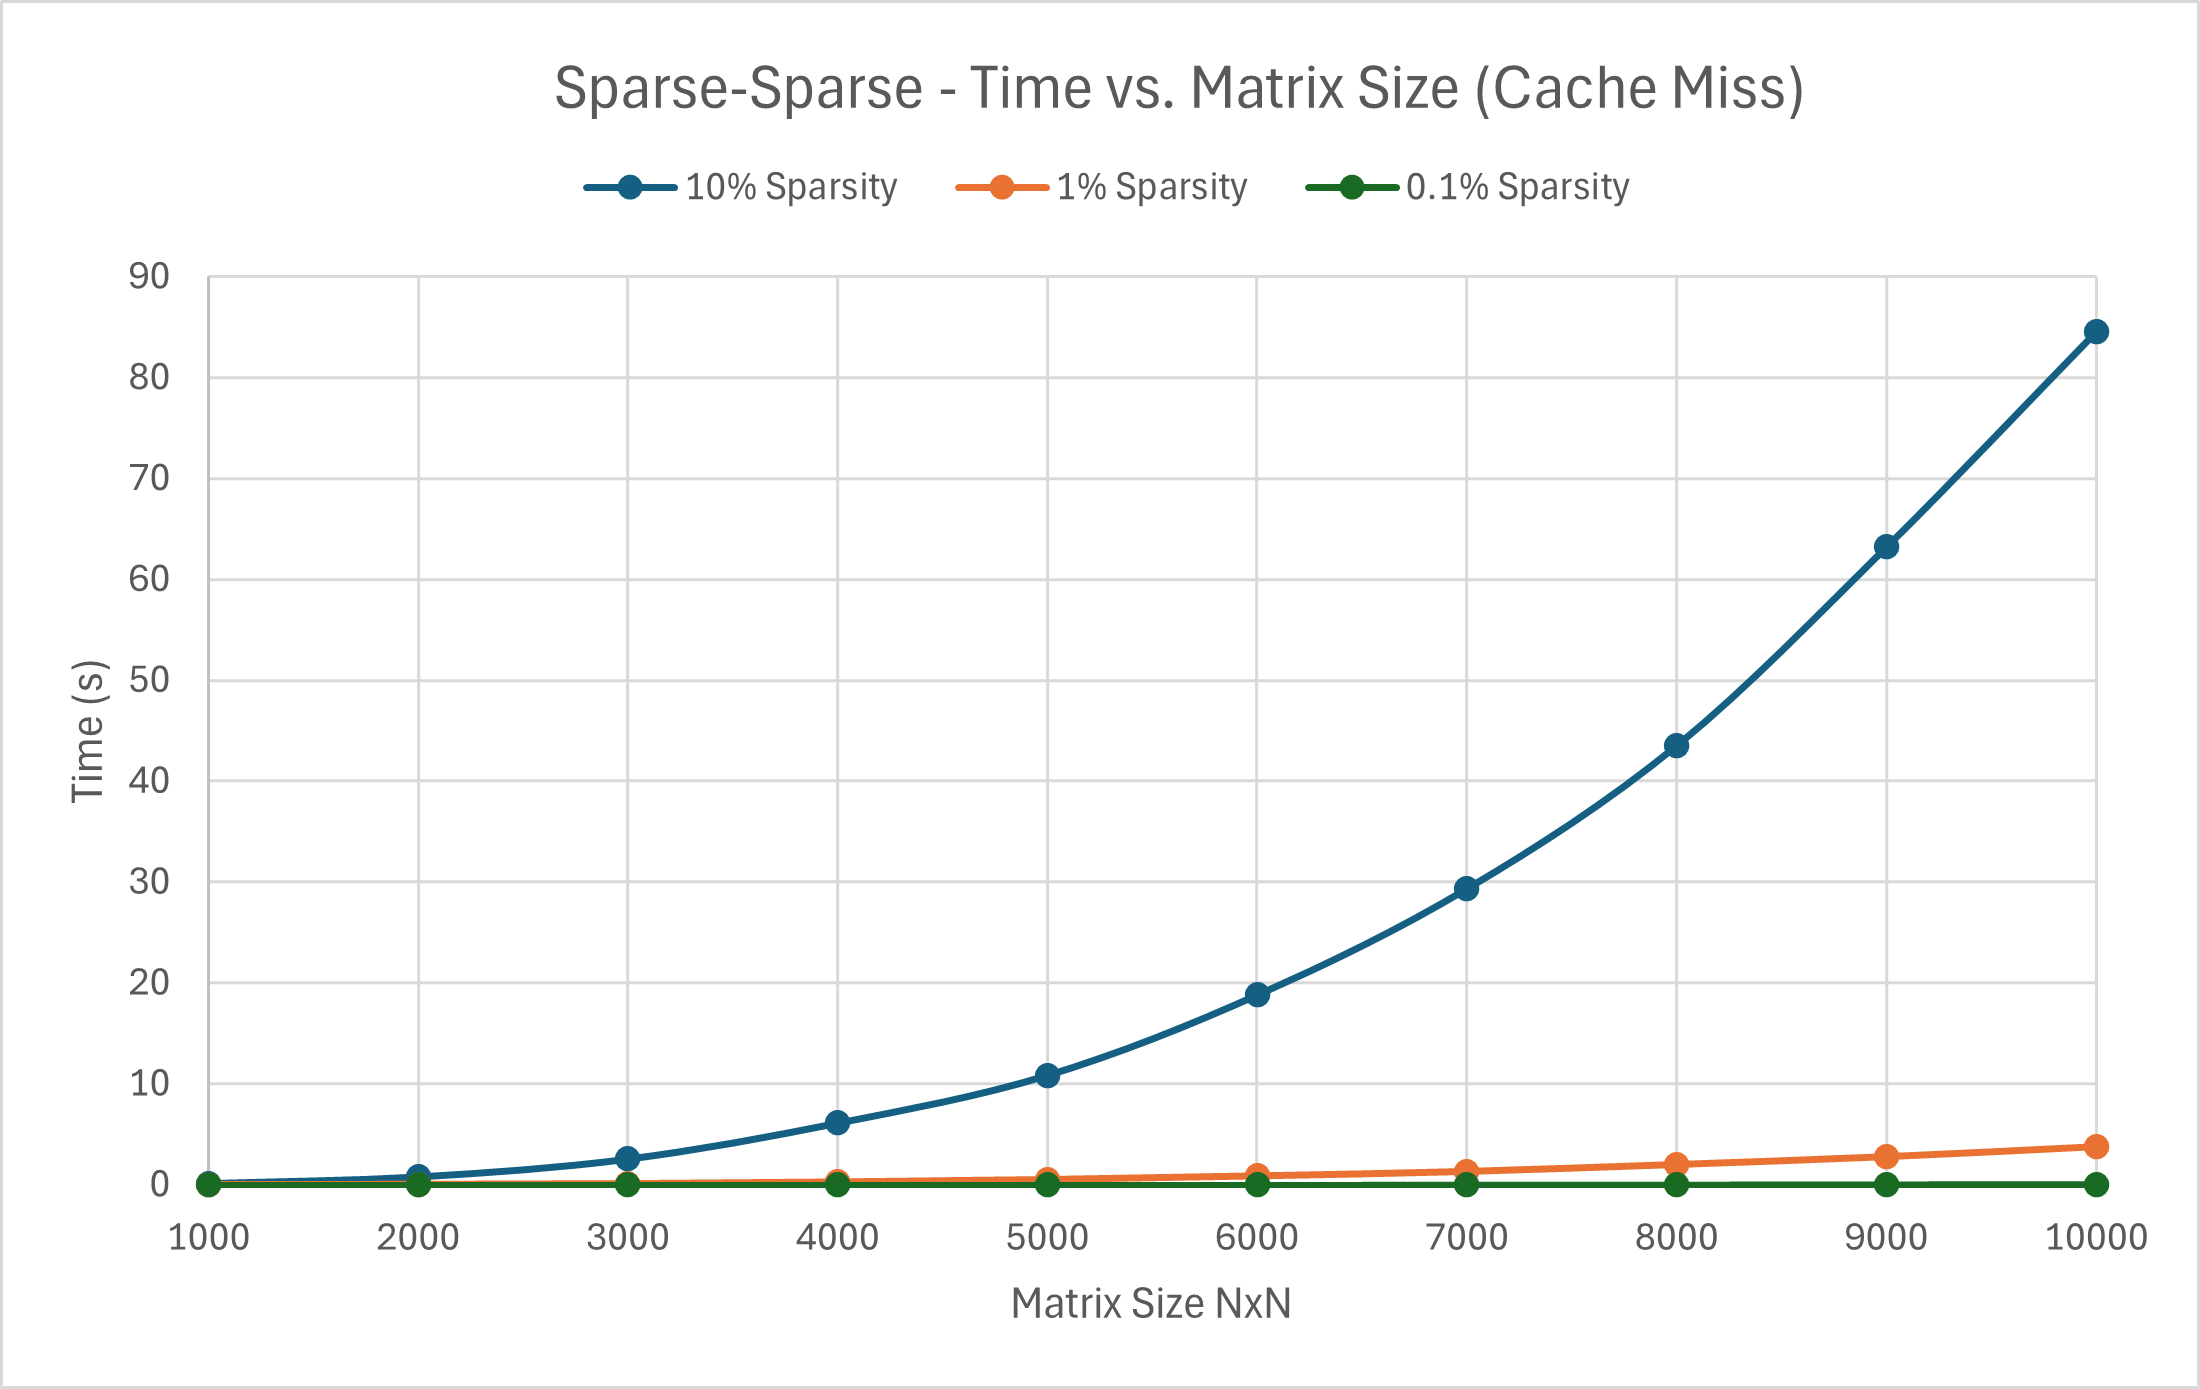 Sparse-Sparse - Time vs. Matrix Size (Cache Miss)
10% Sparsity 1% Sparsity 0.1% Sparsity
90
80
70
60
50
40
30
20
10
0
Time (s)
1000 2000 3000 4000 5000 6000 7000 8000 9000 10000
Matrix Size NxN